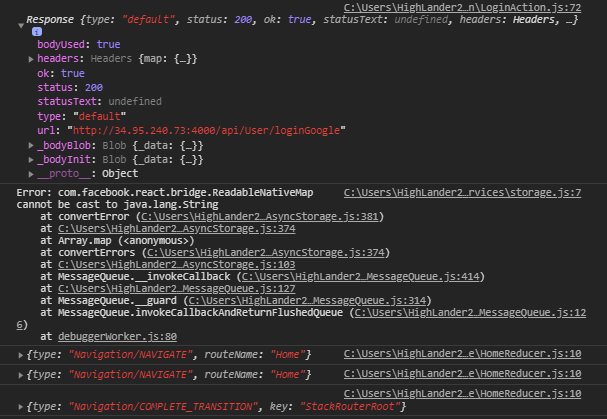 C:\Users\HighLander2…n\LoginAction.js:72
Response {type: "default", status: 200, ok: true, statusText: undefined, headers: Headers, …}
i
bodyUsed: true
headers: Headers {map: {…}}
ok: true
status: 200
statusText: undefined
type: "default"
url: "http://34.95.240.73:4000/api/User/loginGoogle"
_bodyBlob: Blob {_data: {…}}
_bodyInit: Blob {_data: {…}}
__proto__: Object
Error: com.facebook.react.bridge.ReadableNativeMap C:\Users\HighLander2…rvices\storage.js:7
cannot be cast to java.lang.String
at convertError (C:\Users\HighLander2…AsyncStorage.js:381)
at C:\Users\HighLander2…AsyncStorage.js:374
at Array.map (<anonymous>)
at convertErrors (C:\Users\HighLander2…AsyncStorage.js:374)
at C:\Users\HighLander2…AsyncStorage.js:103
at MessageQueue.__invokeCallback (C:\Users\HighLander2…MessageQueue.js:414)
at C:\Users\HighLander2…MessageQueue.js:127
at MessageQueue.__guard (C:\Users\HighLander2…MessageQueue.js:314)
at MessageQueue.invokeCallbackAndReturnFlushedQueue (C:\Users\HighLander2…MessageQueue.js:12
6)
at debuggerWorker.js:80
{type: "Navigation/NAVIGATE", routeName: "Home"} C:\Users\HighLander2…e\HomeReducer.js:10
{type: "Navigation/NAVIGATE", routeName: "Home"} C:\Users\HighLander2…e\HomeReducer.js:10
C:\Users\HighLander2…e\HomeReducer.js:10
{type: "Navigation/COMPLETE_TRANSITION", key: "StackRouterRoot"}